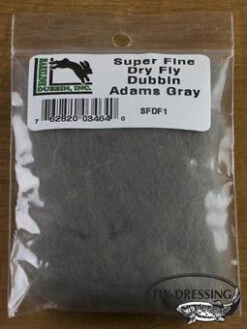 Super Fine
Dry Fly
Dubbin
Adams Gray
SFDF1
DUBBIN, INC.
7 62820 03464 0
FLY DRESSING